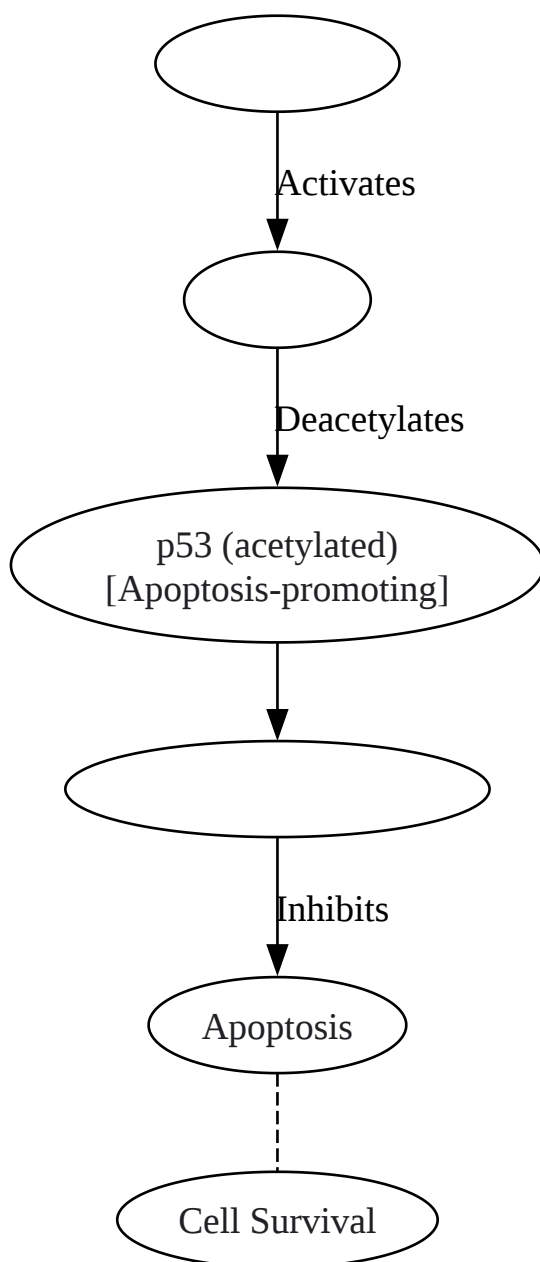 Activates
Deacetylates
p53 (acetylated)
[Apoptosis-promoting]
Inhibits
Apoptosis
Cell Survival